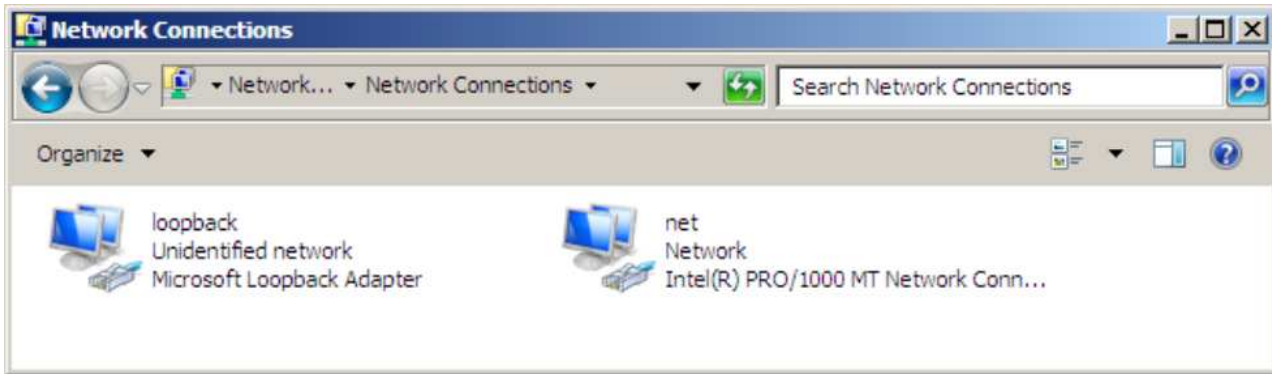 Network Connections
Network... Network Connections
Search Network Connections
Organize
loopback
Unidentified network
Microsoft Loopback Adapter
net
Network
Intel(R) PRO/1000 MT Network Conn...